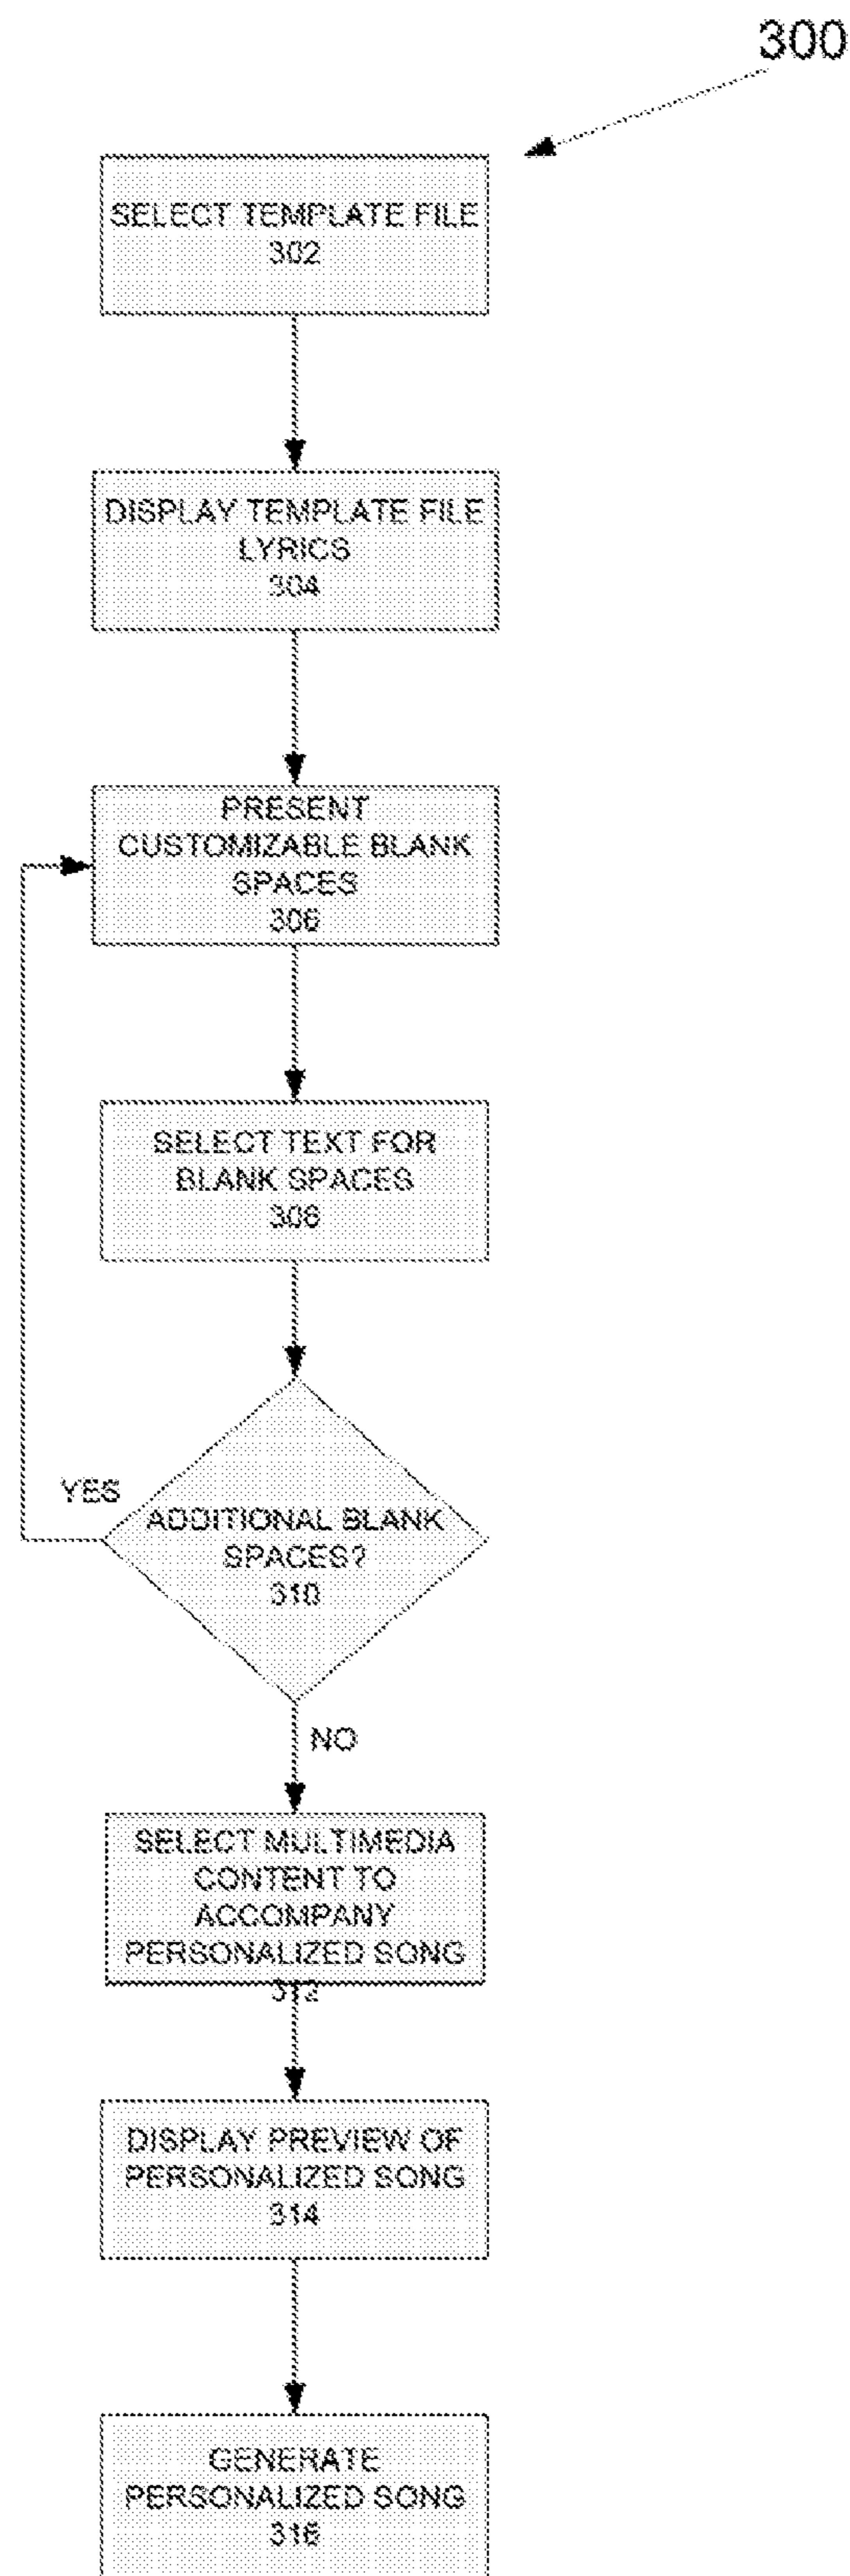 300
SELECT TEMPLATE FILE
302
DISPLAY TEMPLATE FILE
LYRICS
304
PRESENT
CUSTOMIZABLE BLANK
SPACES
306
SELECT TEXT FOR
BLANK SPACES
308
YES
ADDITIONAL BLANK
SPACES?
310
NO
SELECT MULTIMEDIA
CONTENT TO
ACCOMPANY
PERSONALIZED SONG
312
DISPLAY PREVIEW OF
PERSONALIZED SONG
314
GENERATE
PERSONALIZED SONG
316